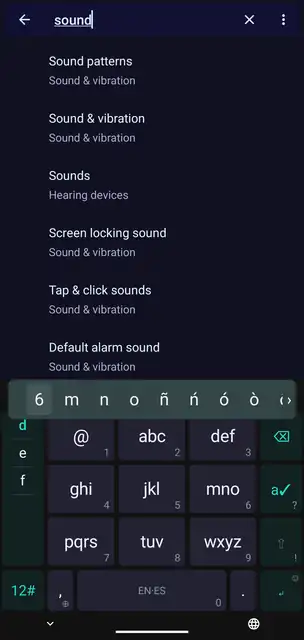 sound
Sound patterns
Sound & vibration
Sound & vibration
Sound & vibration
Sounds
Hearing devices
Screen locking sound
Sound & vibration
Tap & click sounds
Sound & vibration
Default alarm sound
Sound & vibration
6 m n o ñ ń ó ò
d
e
f
@ 1
abc 2
def 3
ghi 4
jkl 5
mno 6
a ?
pqrs 7
tuv 8
wxyz 9
!
12#
,
EN·ES 0
.